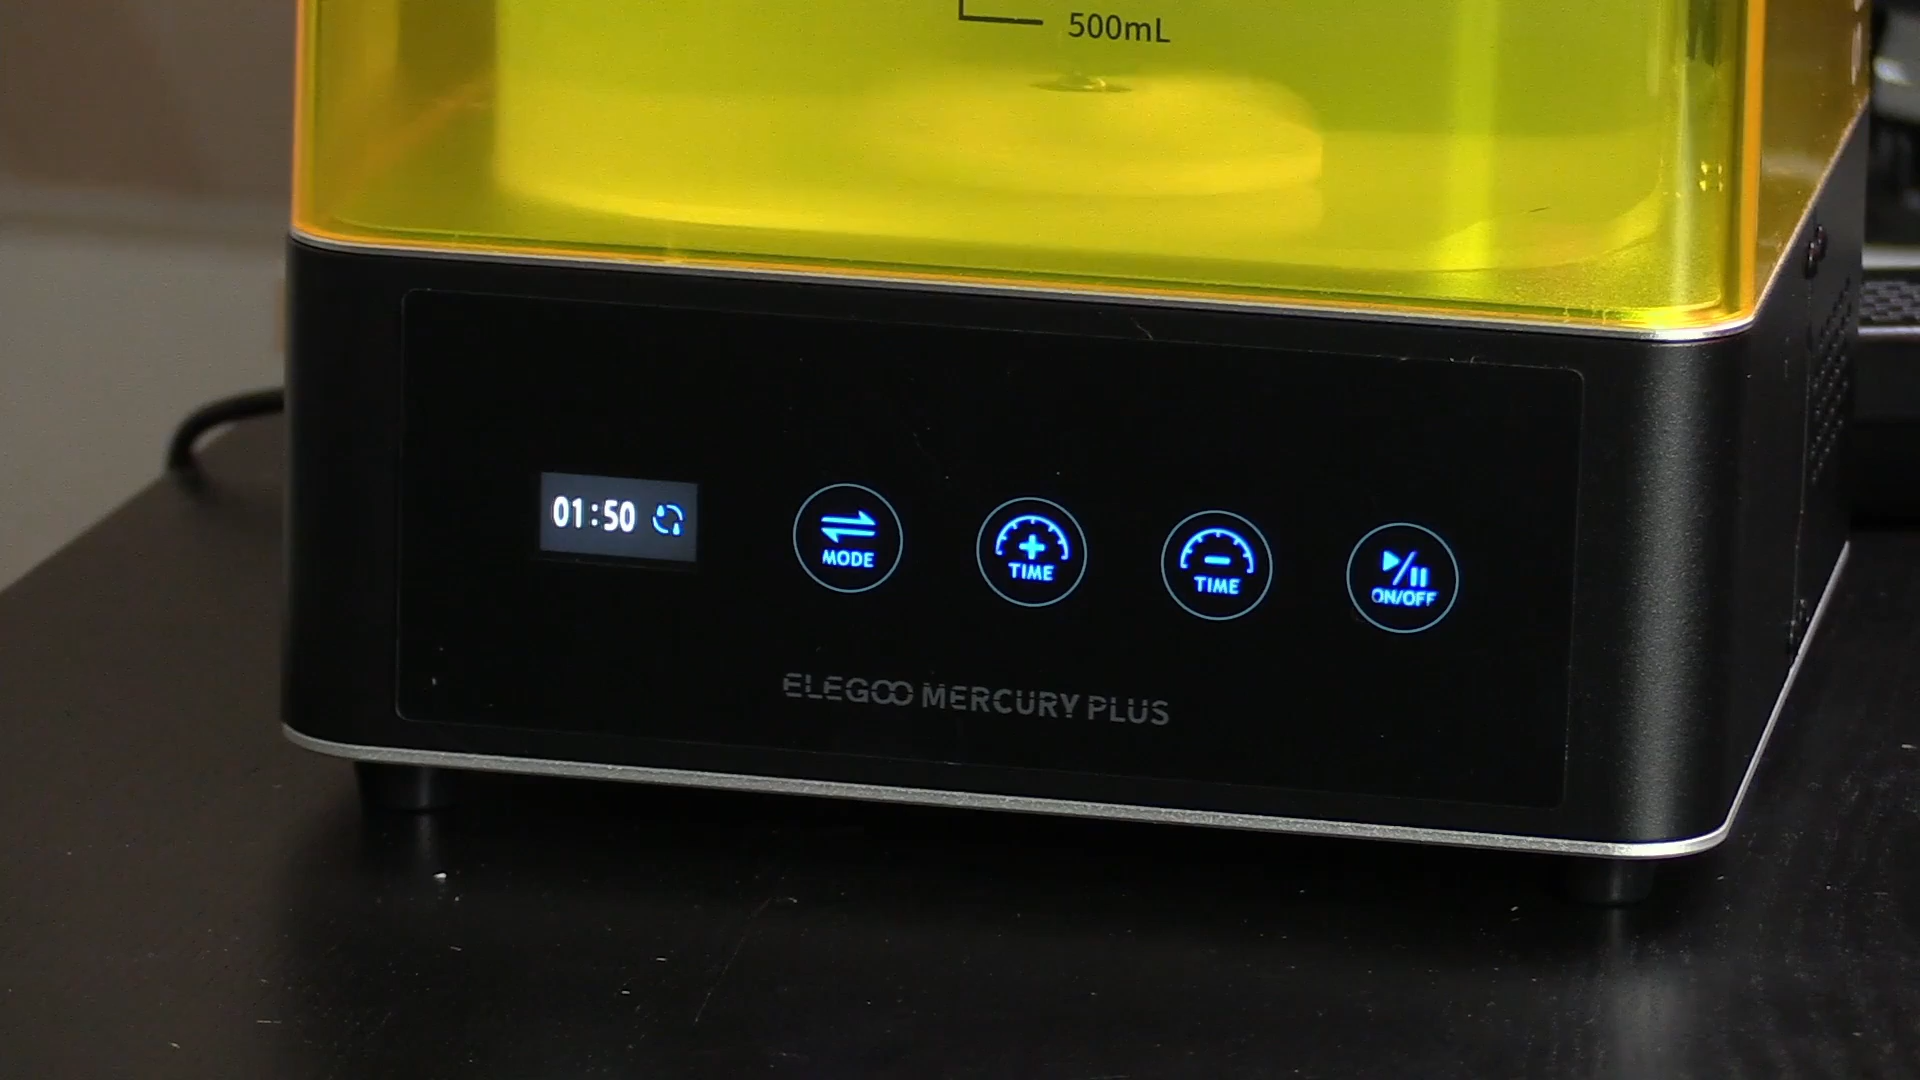 500mL
01:50
MODE
+
TIME
-
TIME
ON/OFF
ELEGOO MERCURY PLUS